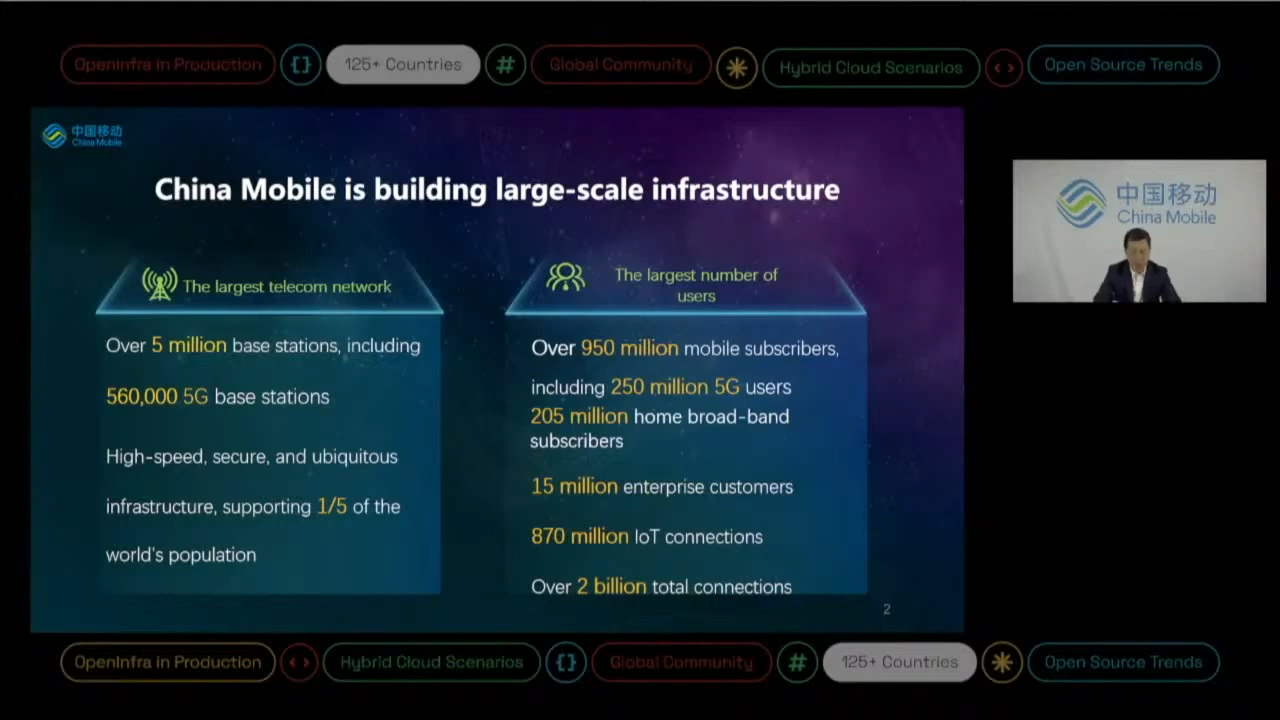 OpenInfra in Production
{}
125+ Countries
#
Global Community
Hybrid Cloud Scenarios
<>
Open Source Trends
中国移动
China Mobile
China Mobile is building large-scale infrastructure
The largest telecom network
Over 5 million base stations, including
560,000 5G base stations
High-speed, secure, and ubiquitous
infrastructure, supporting 1/5 of the
world's population
The largest number of
users
Over 950 million mobile subscribers,
including 250 million 5G users
205 million home broad-band
subscribers
15 million enterprise customers
870 million IoT connections
Over 2 billion total connections
2
中国移动
China Mobile
OpenInfra in Production
<>
Hybrid Cloud Scenarios
{}
Global Community
#
125+ Countries
Open Source Trends